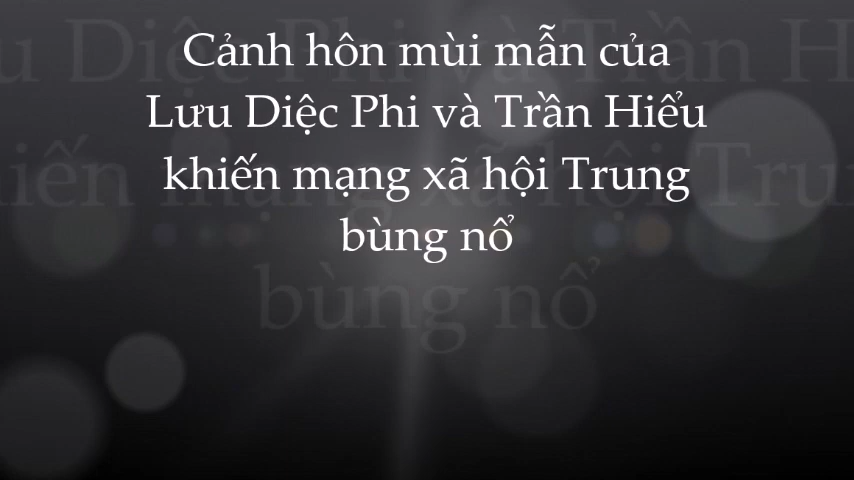 Cảnh hôn mùi mẫn của
Lưu Diệc Phi và Trần Hiểu
khiến mạng xã hội Trung
bùng nổ